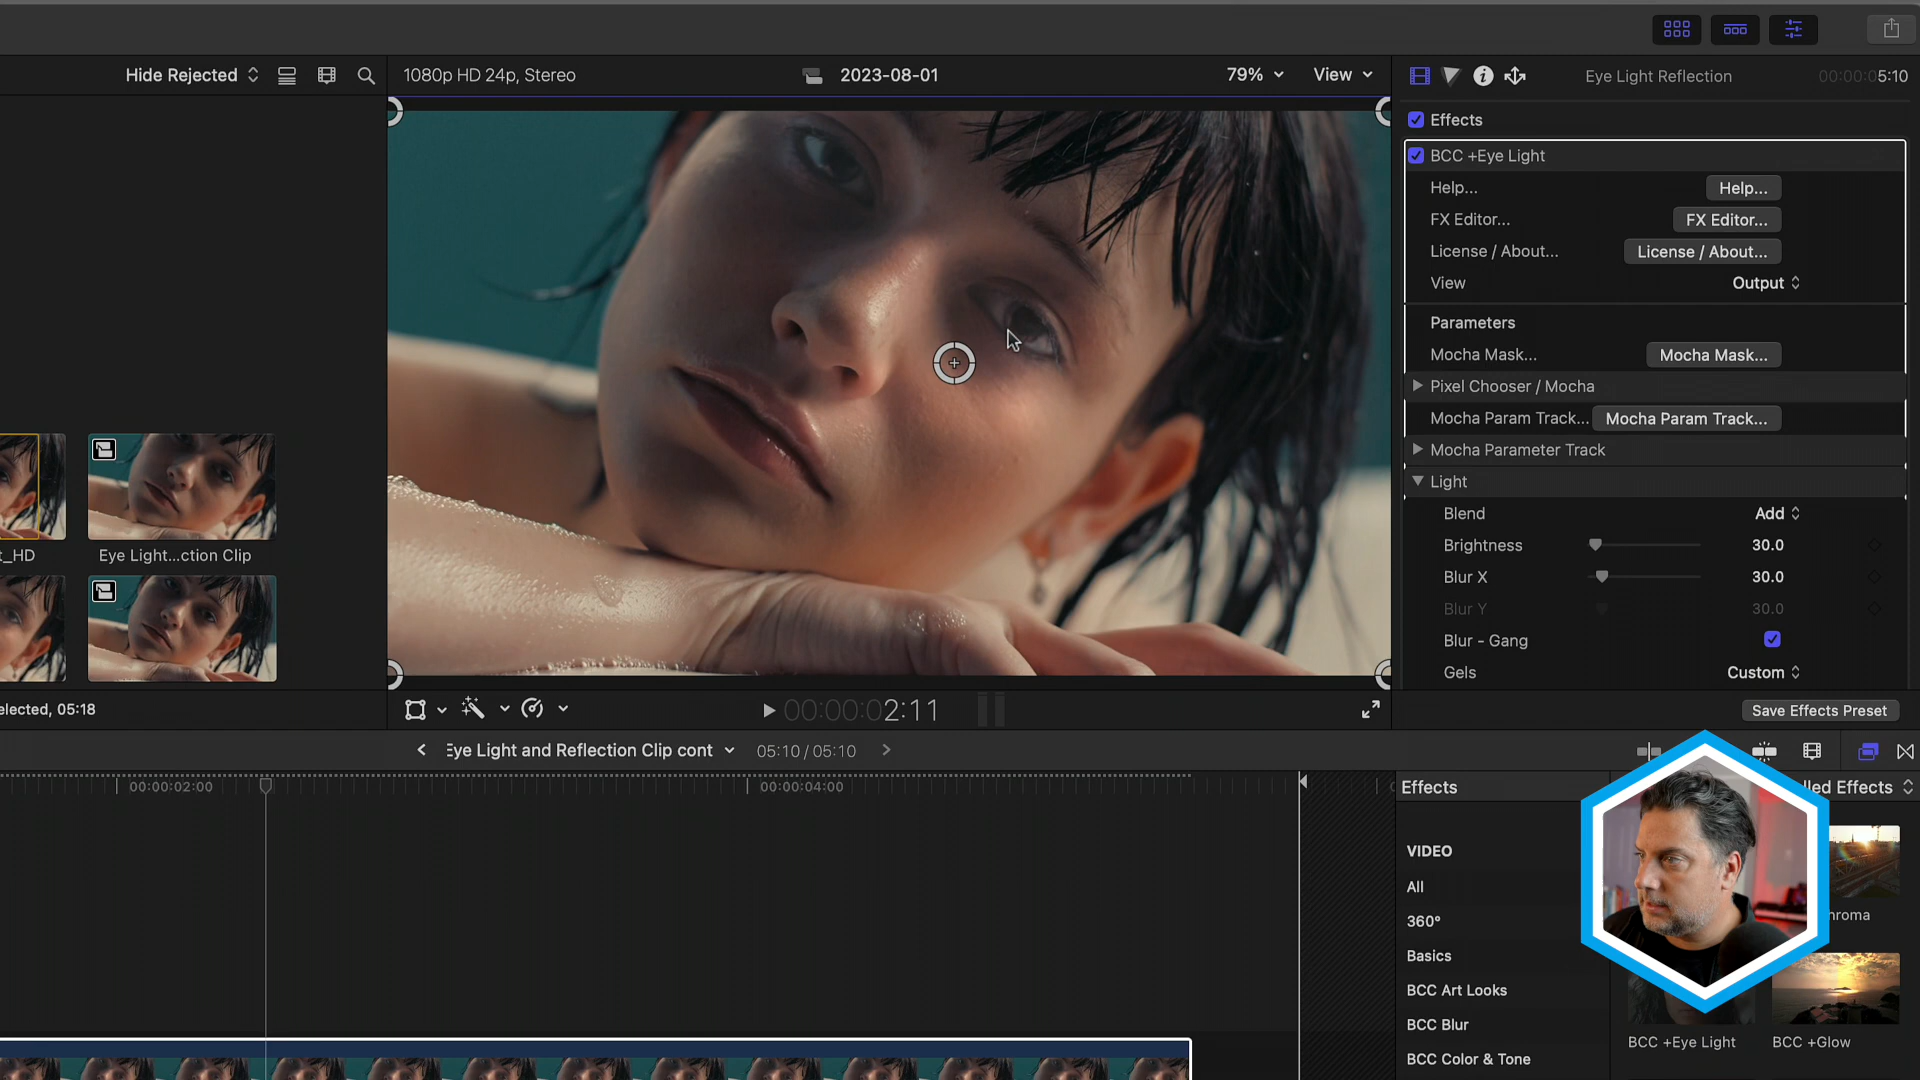 Hide Rejected
1080p HD 24p, Stereo
2023-08-01
79%
View
Eye Light Reflection
00:00:05:10
Effects
BCC +Eye Light
Help...
Help...
FX Editor...
FX Editor...
License / About...
License / About...
View
Output
Parameters
Mocha Mask...
Mocha Mask...
Pixel Chooser / Mocha
Mocha Param Track...
Mocha Param Track...
Mocha Parameter Track
Light
Blend
Add
Brightness
30.0
Blur X
30.0
Blur Y
30.0
Blur - Gang
Gels
Custom
Save Effects Preset
t_HD
Eye Light...ction Clip
elected, 05:18
00:00:02:11
Eye Light and Reflection Clip cont
05:10 / 05:10
00:00:02:00
00:00:04:00
Effects
lled Effects
VIDEO
All
360°
Basics
BCC Art Looks
BCC Blur
BCC Color & Tone
hroma
BCC +Eye Light
BCC +Glow